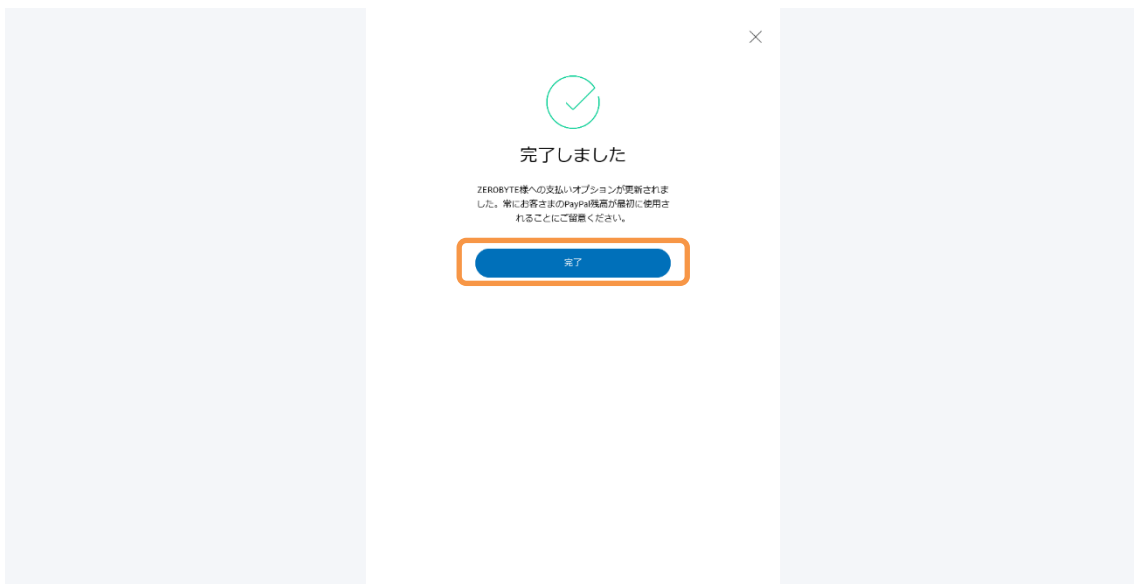 完了しました
ZEROBYTE様への支払いオプションが更新されま
した。常にお客さまのPayPal残高が最初に使用さ
れることにご留意ください。
完了